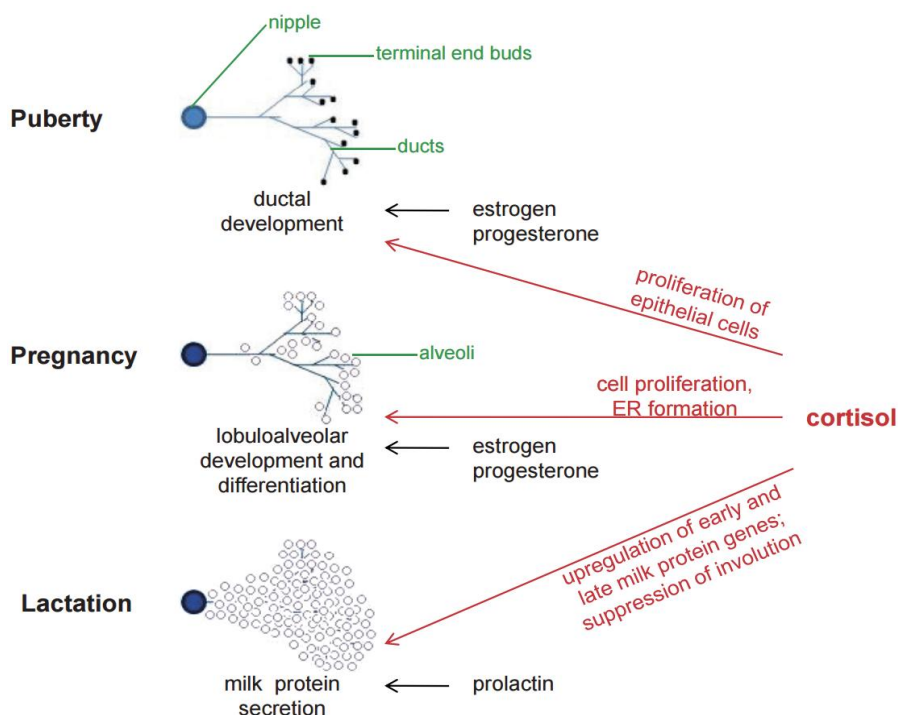 nipple
terminal end buds
Puberty
ducts
ductal
development
estrogen
progesterone
proliferation of
epithelial cells
Pregnancy
alveoli
cell proliferation,
ER formation
cortisol
lobuloalveolar
development and
differentiation
estrogen
progesterone
upregulation of early and
late milk protein genes;
suppression of involution
Lactation
milk protein
secretion
prolactin